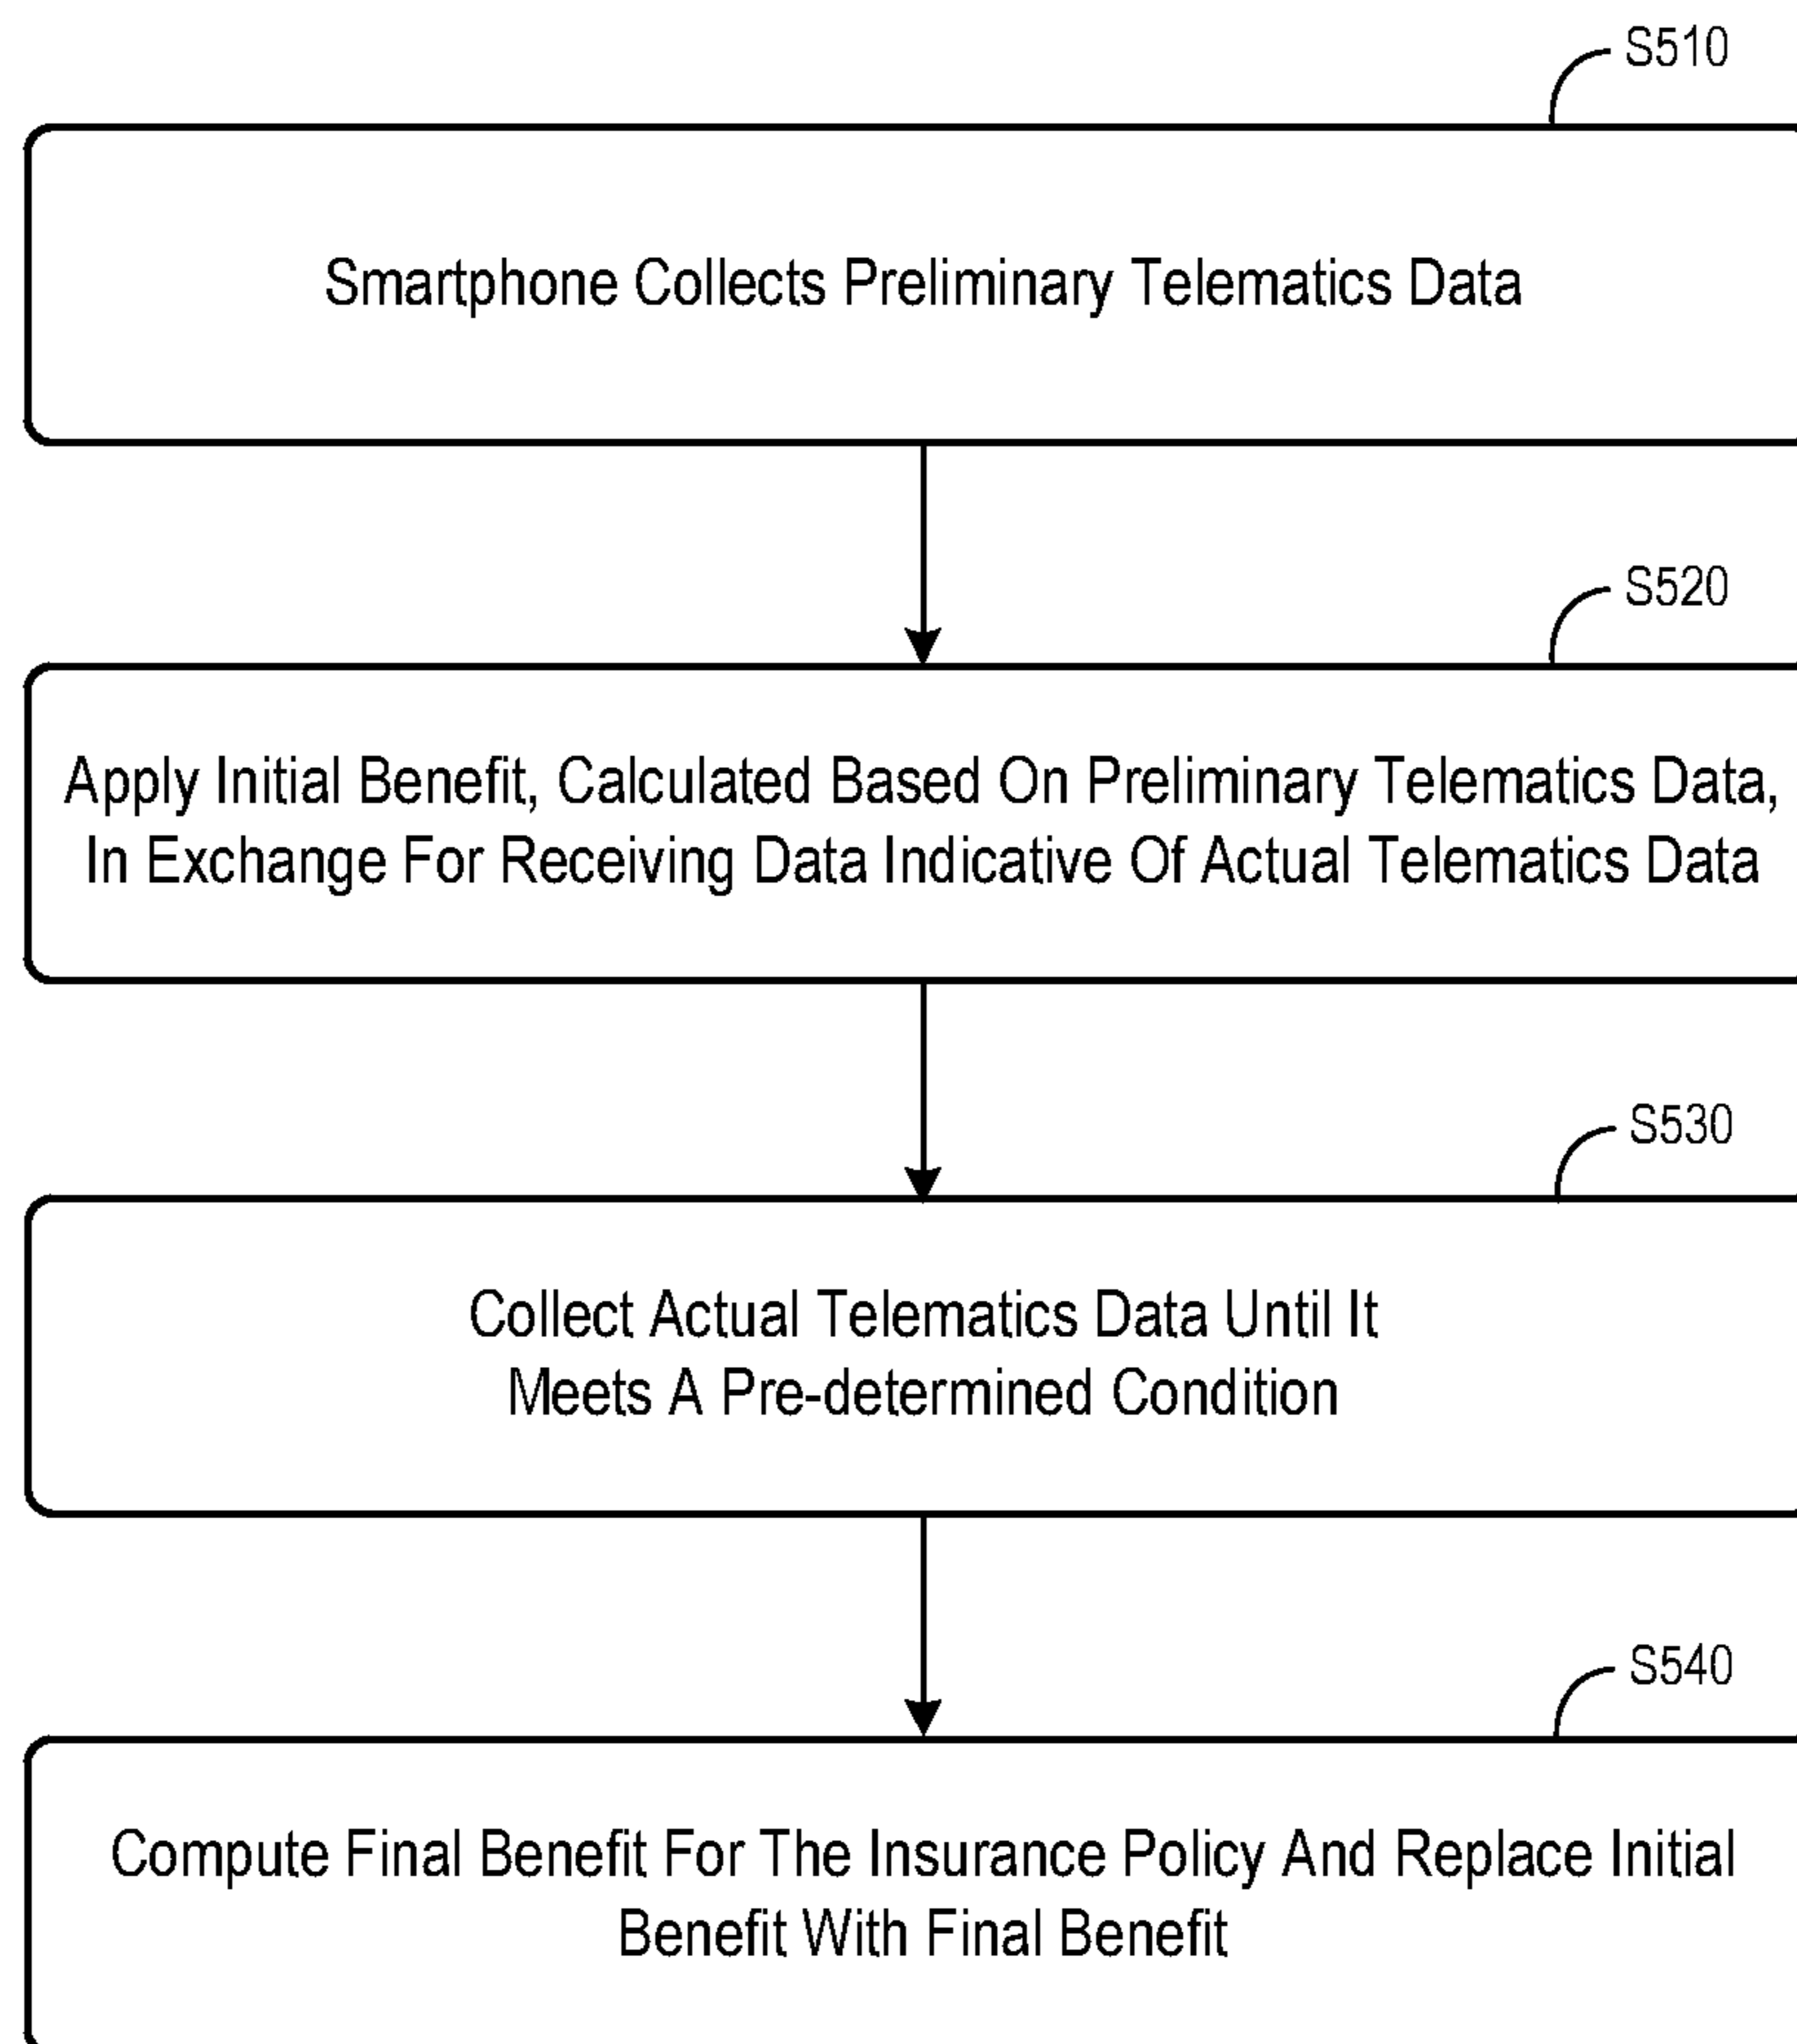 S510
Smartphone Collects Preliminary Telematics Data
S520
Apply Initial Benefit, Calculated Based On Preliminary Telematics Data,
In Exchange For Receiving Data Indicative Of Actual Telematics Data
S530
Collect Actual Telematics Data Until It
Meets A Pre-determined Condition
S540
Compute Final Benefit For The Insurance Policy And Replace Initial
Benefit With Final Benefit